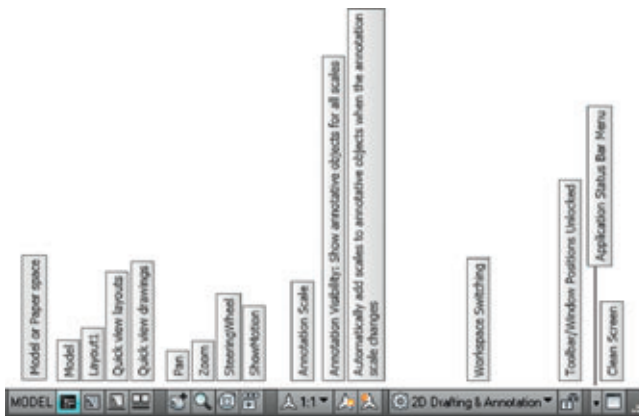 Model or Paper space
Model
Layout1
Quick view layouts
Quick view drawings
Pan
Zoom
SteeringWheel
ShowMotion
Annotation Scale
Annotation Visibility: Show annotative objects for all scales
Automatically add scales to annotative objects when the annotation
scale changes
Workspace Switching
Toolbar/Window Positions Unlocked
Application Status Bar Menu
Clean Screen
MODEL
1:1
2D Drafting & Annotation